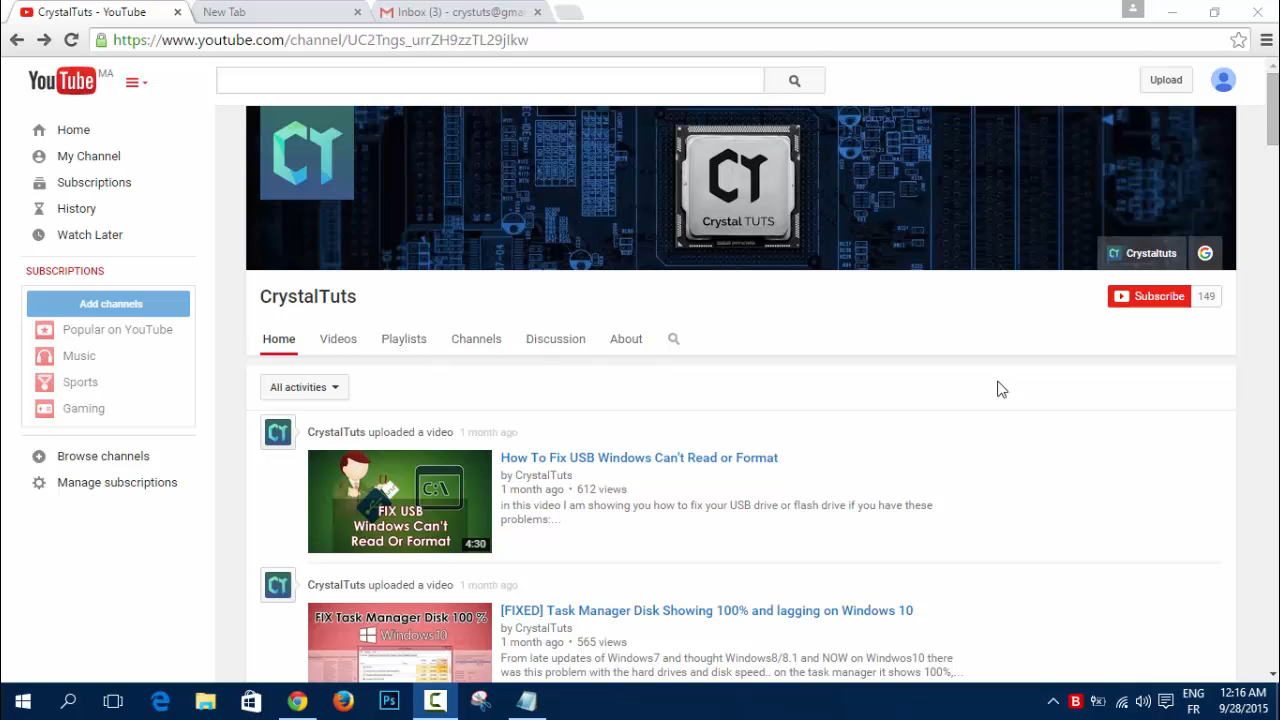 CrystalTuts - YouTube
New Tab
Inbox (3) - crystuts@gma
https://www.youtube.com/channel/UC2Tngs_urrZH9zzTL29jIkw
YouTube MA
Upload
Home
My Channel
Subscriptions
History
Watch Later
SUBSCRIPTIONS
Add channels
Popular on YouTube
Music
Sports
Gaming
Browse channels
Manage subscriptions
CT
CT
Crystal TUTS
Crystaltuts
CrystalTuts
Subscribe 149
Home Videos Playlists Channels Discussion About
All activities
CrystalTuts uploaded a video 1 month ago
FIX USB
Windows Can't
Read Or Format
C:\
4:30
How To Fix USB Windows Can't Read or Format
by CrystalTuts
1 month ago • 612 views
in this video I am showing you how to fix your USB drive or flash drive if you have these
problems:...
CrystalTuts uploaded a video 1 month ago
FIX Task Manager Disk 100 %
Windows10
[FIXED] Task Manager Disk Showing 100% and lagging on Windows 10
by CrystalTuts
1 month ago • 565 views
From late updates of Windows7 and thought Windows8/8.1 and NOW on Windwos10 there
was this problem with the hard drives and disk speed.. on the task manager it shows 100%,...
Ps
B
ENG
FR
12:16 AM
9/28/2015